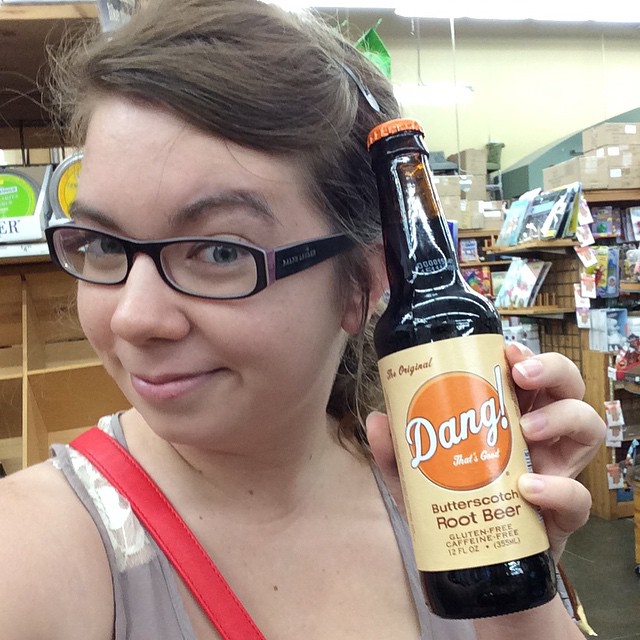 The Original
Dang!
That's Good
Butterscotch
Root Beer
GLUTEN-FREE
CAFFEINE-FREE
12 FL OZ • (355mL)